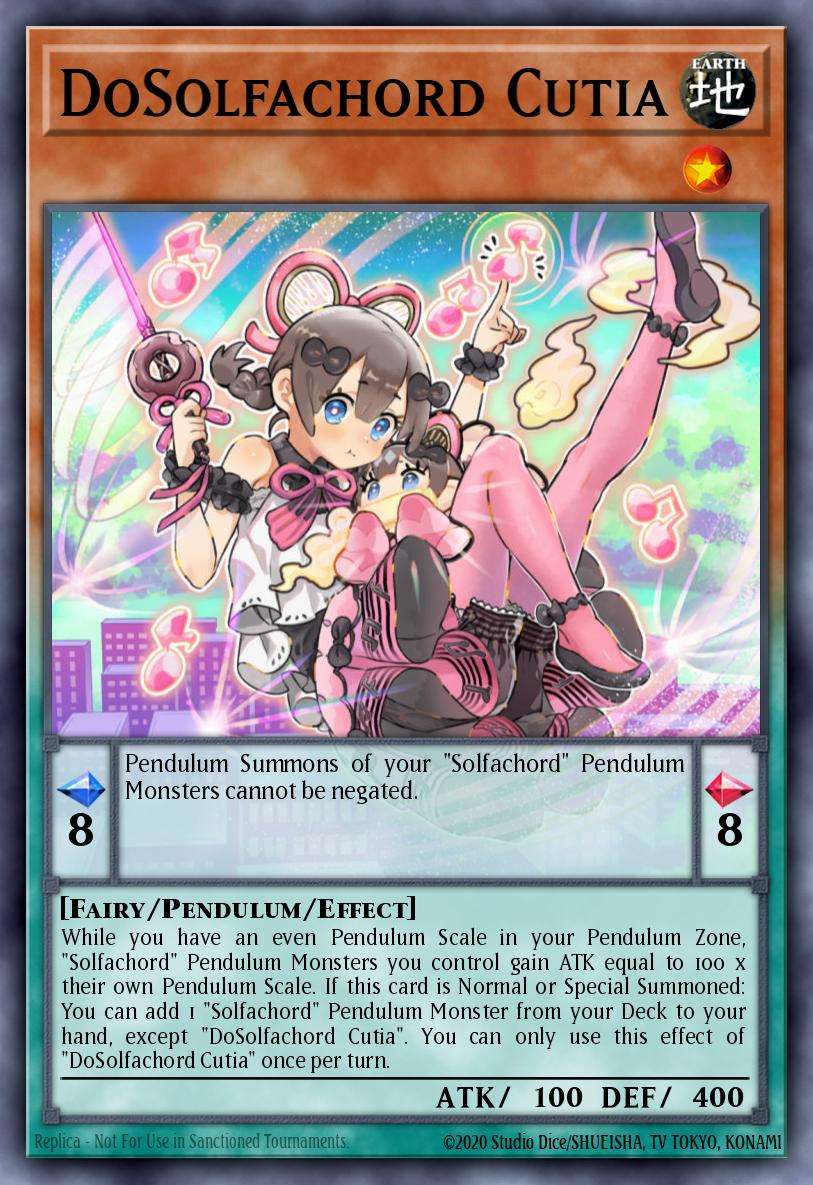 DoSolfachord Cutia
EARTH
地
Pendulum Summons of your "Solfachord" Pendulum
Monsters cannot be negated.
8
8
[Fairy/Pendulum/Effect]
While you have an even Pendulum Scale in your Pendulum Zone,
"Solfachord" Pendulum Monsters you control gain ATK equal to 100 x
their own Pendulum Scale. If this card is Normal or Special Summoned:
You can add 1 "Solfachord" Pendulum Monster from your Deck to your
hand, except "DoSolfachord Cutia". You can only use this effect of
"DoSolfachord Cutia" once per turn.
ATK/ 100 DEF/ 400
Replica - Not For Use in Sanctioned Tournaments.
©2020 Studio Dice/SHUEISHA, TV TOKYO, KONAMI